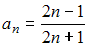 aₙ = (2n − 1)/(2n + 1)